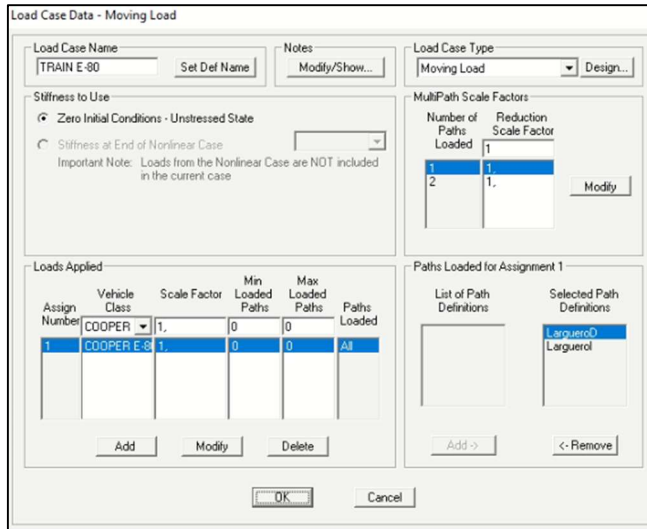 Load Case Data - Moving Load
Load Case Name
TRAIN E-80
Set Def Name
Notes
Modify/Show...
Load Case Type
Moving Load
Design...
Stiffness to Use
Zero Initial Conditions - Unstressed State
Stiffness at End of Nonlinear Case
Important Note: Loads from the Nonlinear Case are NOT included
in the current case
MultiPath Scale Factors
Number of Paths Loaded
Reduction Scale Factor
1
1 1,
2 1,
Modify
Loads Applied
Assign Number
Vehicle Class
Scale Factor
Min Loaded Paths
Max Loaded Paths
Paths Loaded
COOPER 1, 0 0
1 COOPER E-8 1, 0 0 All
Add
Modify
Delete
Paths Loaded for Assignment 1
List of Path Definitions
Selected Path Definitions
LargueroD
LargueroI
Add ->
<- Remove
OK
Cancel